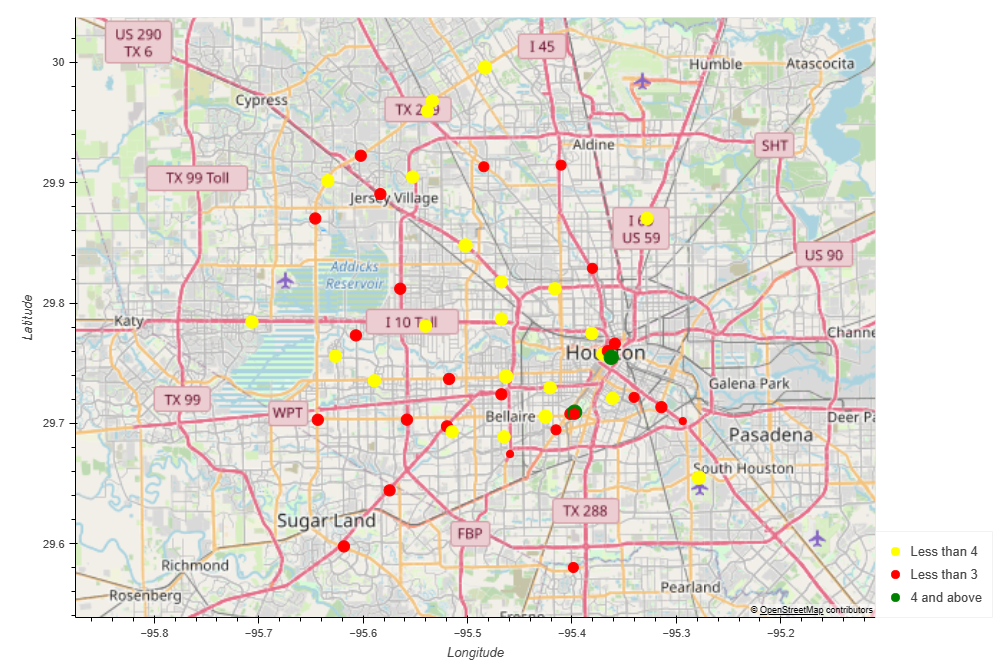 US 290
TX 6
I 45
30
Humble
Atascocita
Cypress
Aldine
SHT
TX 99 Toll
29.9
Jersey Village
US 59
US 90
Addicks
Reservoir
Latitude
29.8
Katy
I 10 Toll
Channe
Houston
Galena Park
TX 99
WPT
Bellaire
Deer Pa
29.7
Pasadena
South Houston
Sugar Land
TX 288
FBP
29.6
Richmond
Pearland
Rosenberg
Fresno
© OpenStreetMap contributors
Less than 4
Less than 3
4 and above
−95.8
−95.7
−95.6
−95.5
−95.4
−95.3
−95.2
Longitude